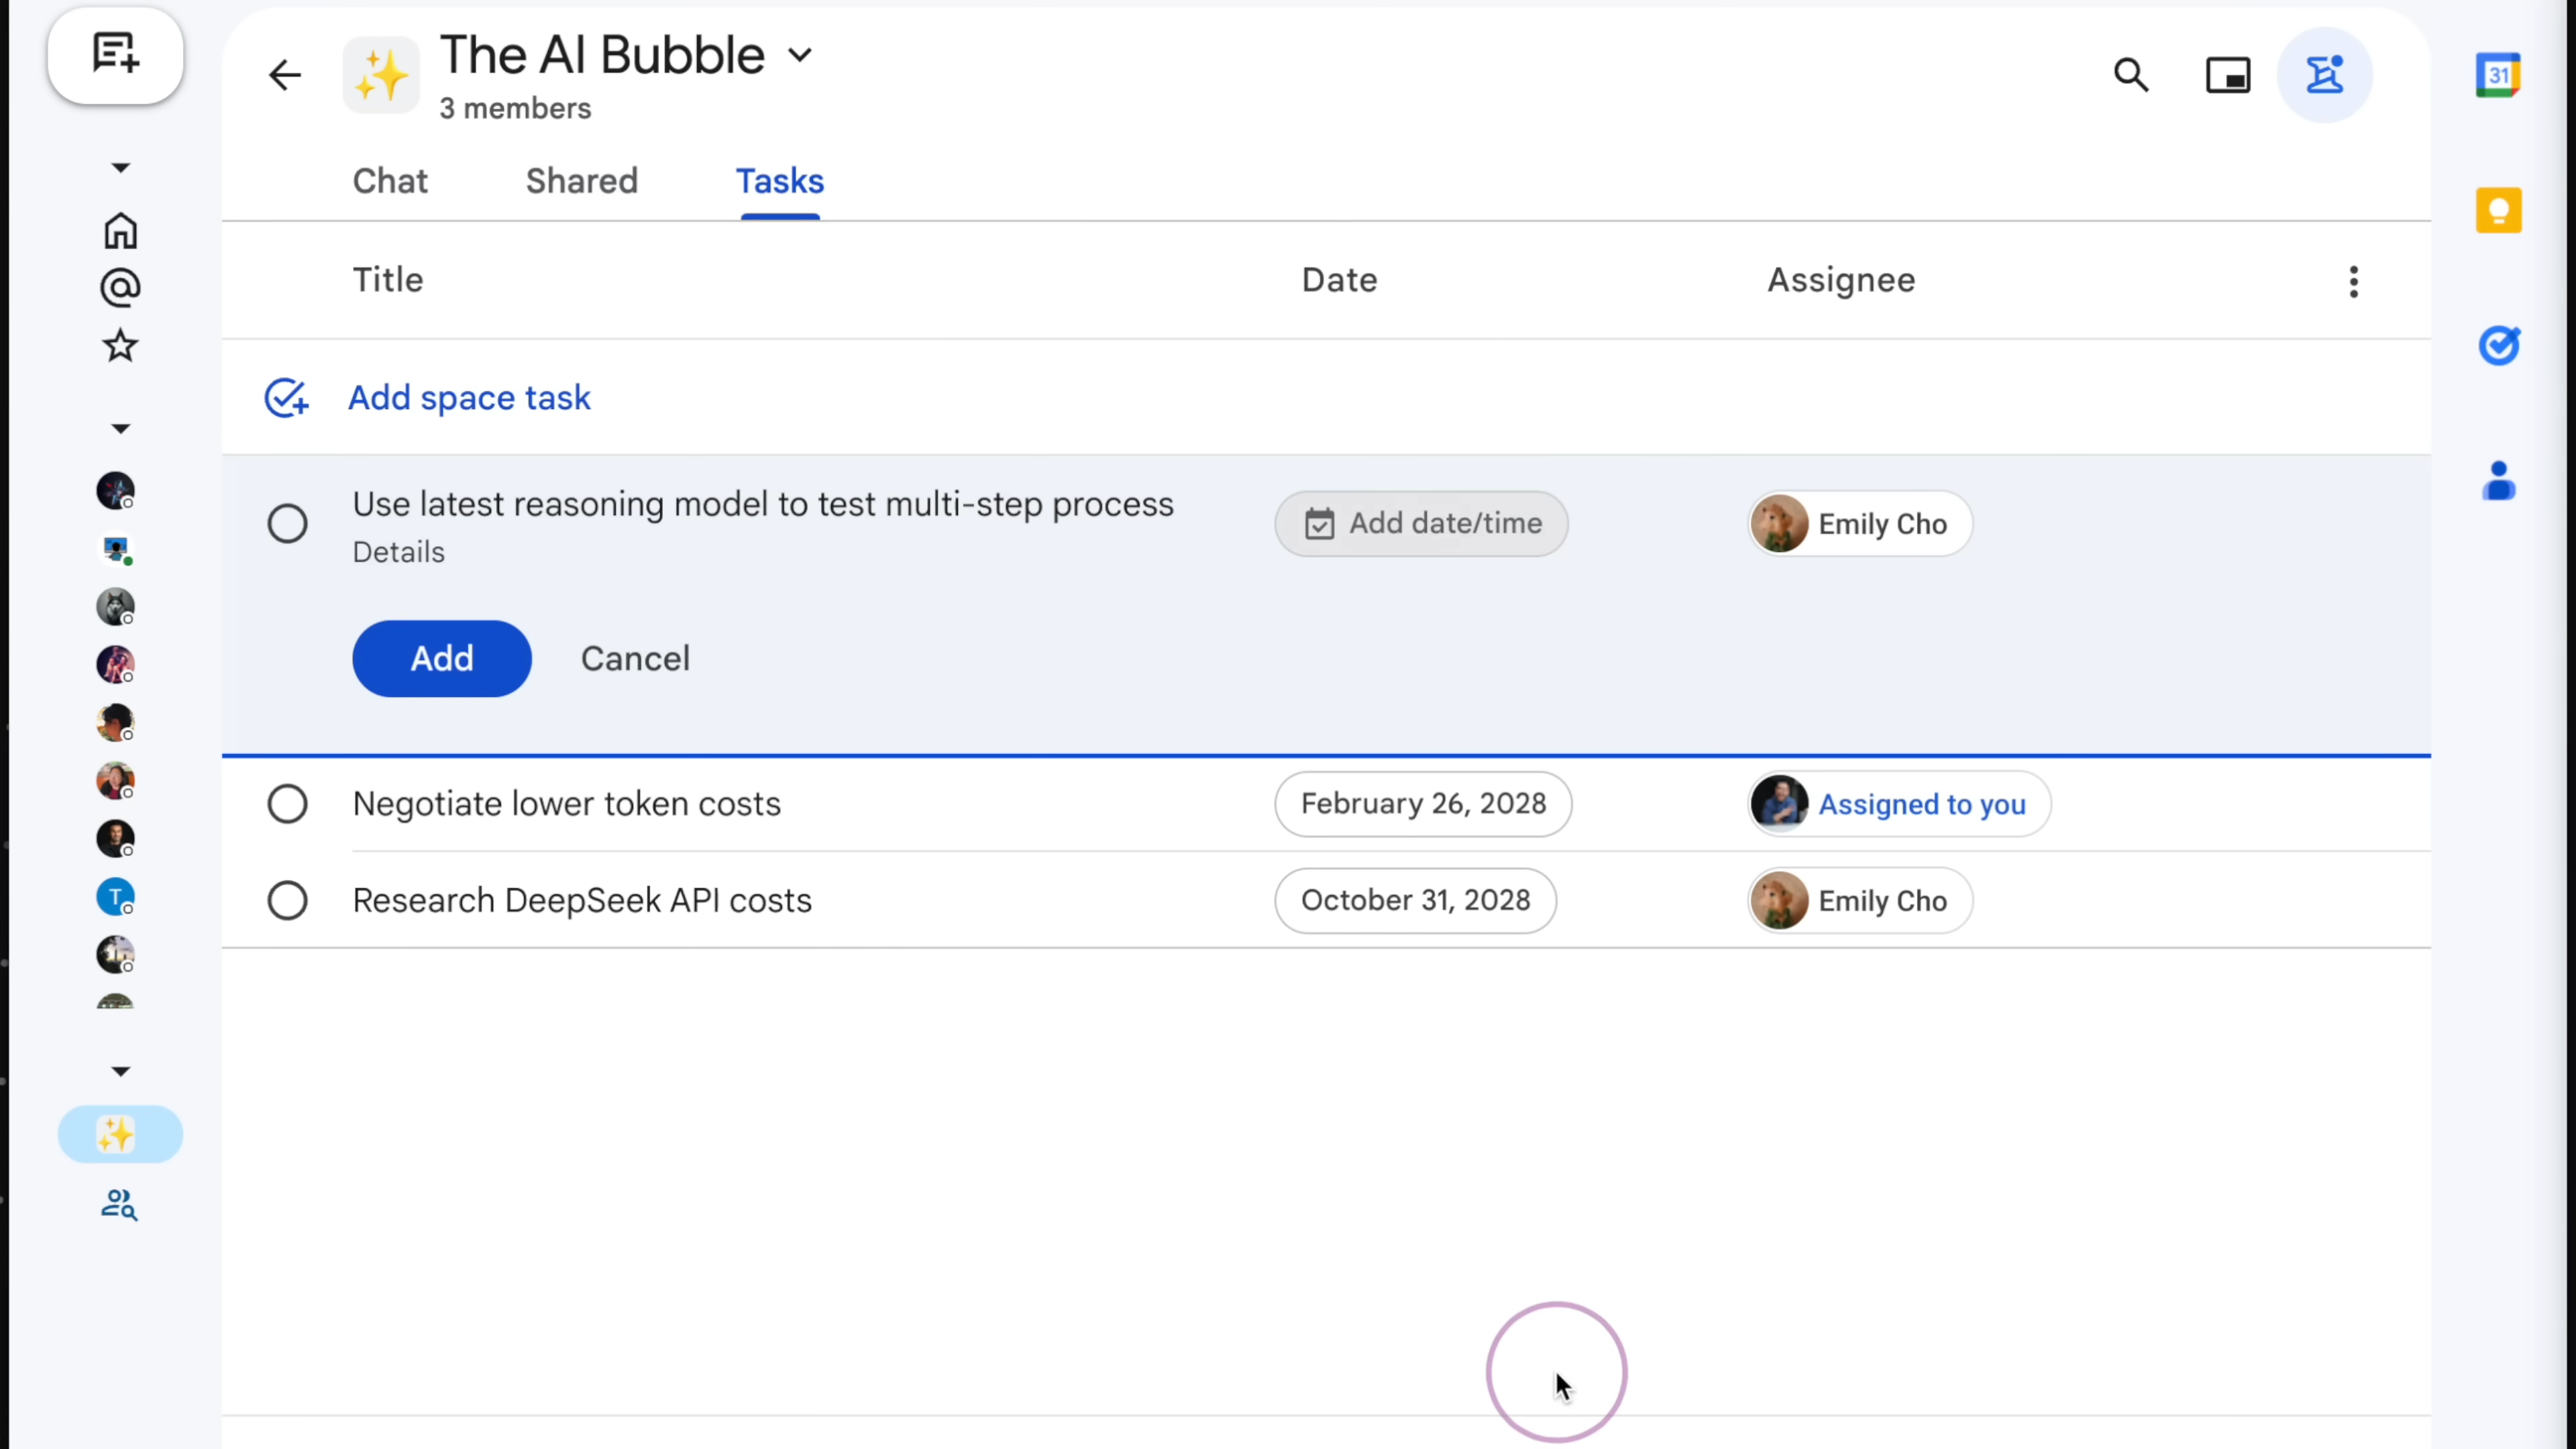 The AI Bubble
3 members
Chat Shared Tasks
Title Date Assignee
Add space task
Use latest reasoning model to test multi-step process Add date/time Emily Cho
Details
Add Cancel
Negotiate lower token costs February 26, 2028 Assigned to you
Research DeepSeek API costs October 31, 2028 Emily Cho
31
T